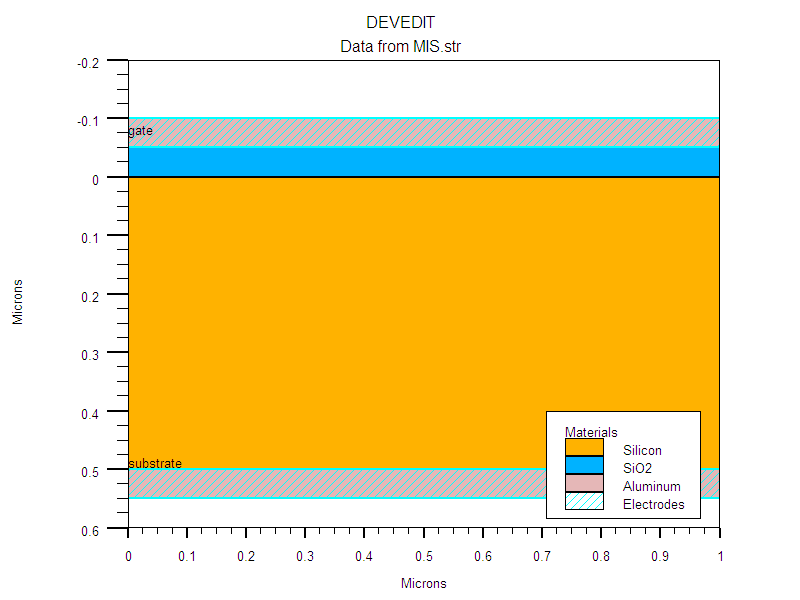 DEVEDIT
Data from MIS.str
-0.2
-0.1
gate
0
0.1
0.2
Microns
0.3
0.4
substrate
0.5
0.6
Materials
Silicon
SiO2
Aluminum
Electrodes
0 0.1 0.2 0.3 0.4 0.5 0.6 0.7 0.8 0.9 1
Microns